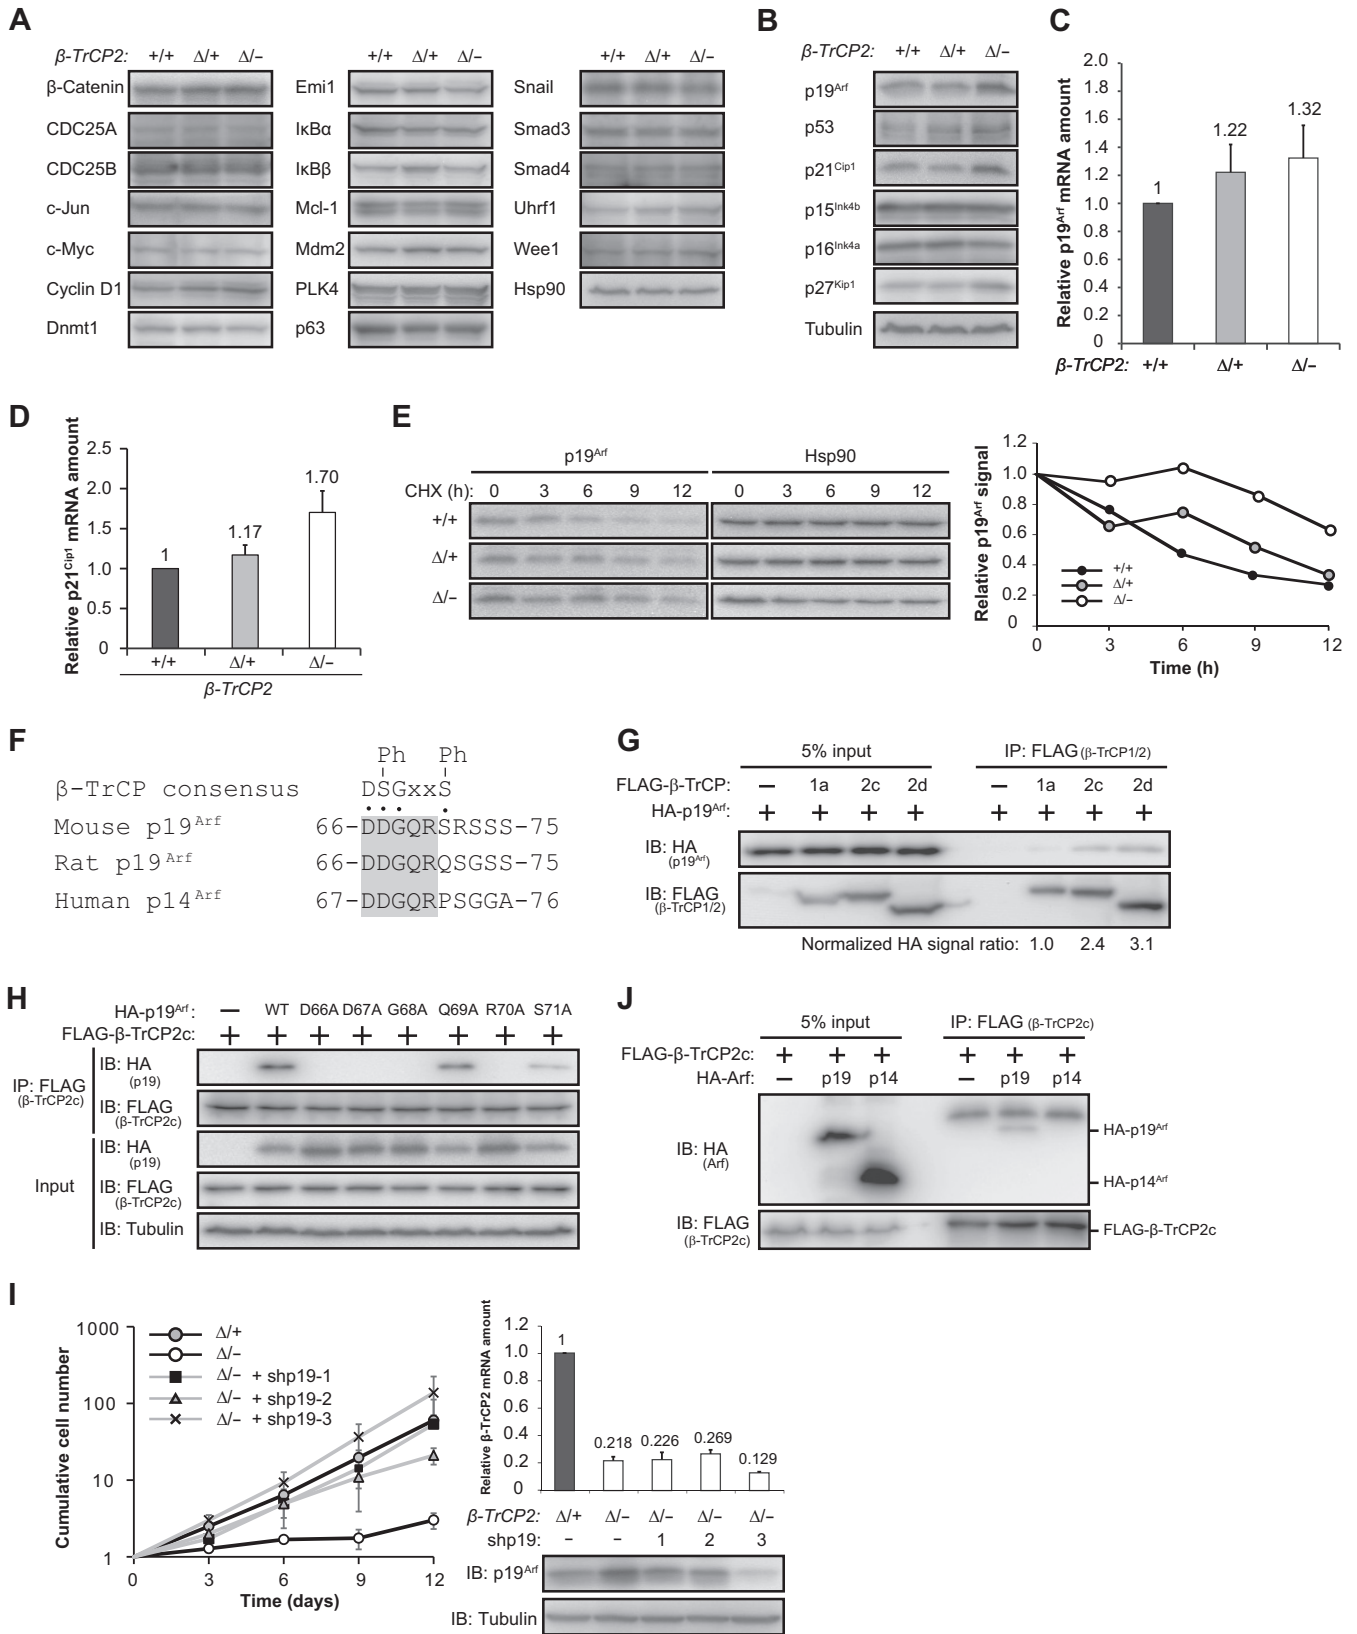 A
β-TrCP2: +/+ Δ/+ Δ/–
β-Catenin
CDC25A
CDC25B
c-Jun
c-Myc
Cyclin D1
Dnmt1
+/+ Δ/+ Δ/–
Emi1
IκBα
IκBβ
Mcl-1
Mdm2
PLK4
p63
+/+ Δ/+ Δ/–
Snail
Smad3
Smad4
Uhrf1
Wee1
Hsp90
B
β-TrCP2: +/+ Δ/+ Δ/–
p19Arf
p53
p21Cip1
p15Ink4b
p16Ink4a
p27Kip1
Tubulin
C
Relative p19Arf mRNA amount
2.0
1.8
1.6
1.4
1.2
1.0
0.8
0.6
0.4
0.2
0
1 1.22 1.32
β-TrCP2: +/+ Δ/+ Δ/–
D
Relative p21Cip1 mRNA amount
2.5
2.0
1.5
1.0
0.5
0
1 1.17 1.70
+/+ Δ/+ Δ/–
β-TrCP2
E
p19Arf Hsp90
CHX (h): 0 3 6 9 12 0 3 6 9 12
+/+
Δ/+
Δ/–
Relative p19Arf signal
1.2
1.0
0.8
0.6
0.4
0.2
0
+/+
Δ/+
Δ/–
0 3 6 9 12
Time (h)
F
Ph Ph
β-TrCP consensus DSGxxS
Mouse p19Arf 66-DDGQRSRSSS-75
Rat p19Arf 66-DDGQRQSGSS-75
Human p14Arf 67-DDGQRPSGGA-76
G
5% input IP: FLAG (β-TrCP1/2)
FLAG-β-TrCP: – 1a 2c 2d – 1a 2c 2d
HA-p19Arf: + + + + + + + +
IB: HA
(p19Arf)
IB: FLAG
(β-TrCP1/2)
Normalized HA signal ratio: 1.0 2.4 3.1
H
HA-p19Arf: – WT D66A D67A G68A Q69A R70A S71A
FLAG-β-TrCP2c: + + + + + + + +
IP: FLAG
(β-TrCP2c)
IB: HA
(p19)
IB: FLAG
(β-TrCP2c)
Input
IB: HA
(p19)
IB: FLAG
(β-TrCP2c)
IB: Tubulin
J
5% input IP: FLAG (β-TrCP2c)
FLAG-β-TrCP2c: + + + + + +
HA-Arf: – p19 p14 – p19 p14
IB: HA
(Arf)
HA-p19Arf
HA-p14Arf
IB: FLAG
(β-TrCP2c)
FLAG-β-TrCP2c
I
Cumulative cell number
1000
100
10
1
Δ/+
Δ/–
Δ/– + shp19-1
Δ/– + shp19-2
Δ/– + shp19-3
0 3 6 9 12
Time (days)
Relative β-TrCP2 mRNA amount
1.2
1.0
0.8
0.6
0.4
0.2
0
1 0.218 0.226 0.269 0.129
β-TrCP2: Δ/+ Δ/– Δ/– Δ/– Δ/–
shp19: – – 1 2 3
IB: p19Arf
IB: Tubulin